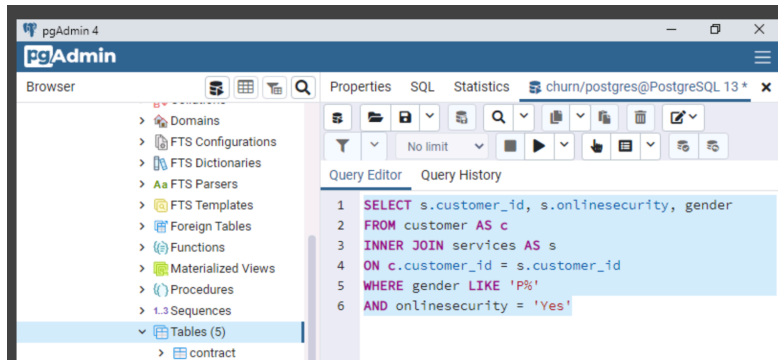 pgAdmin 4
pgAdmin
Browser
Properties SQL Statistics churn/postgres@PostgreSQL 13 *
Domains
FTS Configurations
FTS Dictionaries
Aa FTS Parsers
FTS Templates
Foreign Tables
Functions
Materialized Views
Procedures
1..3 Sequences
Tables (5)
contract
No limit
Query Editor Query History
1 SELECT s.customer_id, s.onlinesecurity, gender
2 FROM customer AS c
3 INNER JOIN services AS s
4 ON c.customer_id = s.customer_id
5 WHERE gender LIKE 'P%'
6 AND onlinesecurity = 'Yes'